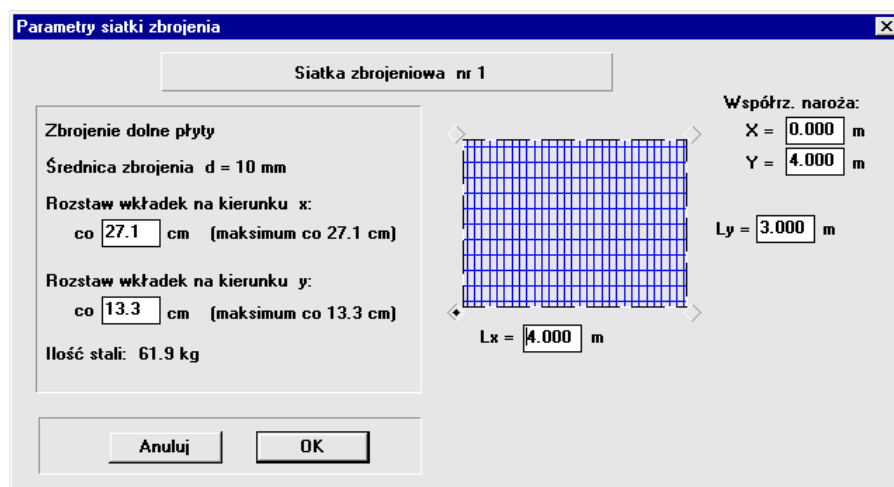 Parametry siatki zbrojenia
Siatka zbrojeniowa nr 1
Zbrojenie dolne płyty
Średnica zbrojenia d = 10 mm
Rozstaw wkładek na kierunku x:
co 27.1 cm (maksimum co 27.1 cm)
Rozstaw wkładek na kierunku y:
co 13.3 cm (maksimum co 13.3 cm)
Ilość stali: 61.9 kg
Anuluj OK
Współrz. naroża:
X = 0.000 m
Y = 4.000 m
Ly = 3.000 m
Lx = 4.000 m